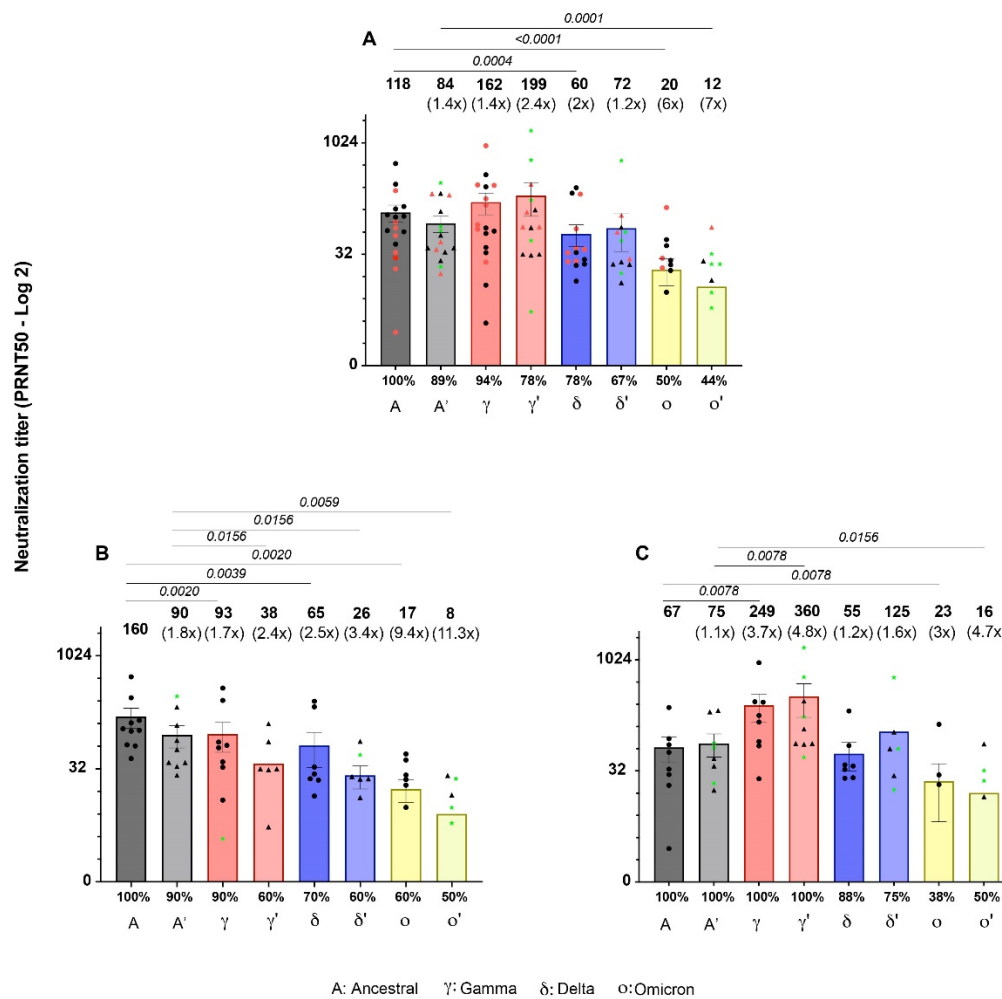 Neutralization titer (PRNT50 - Log 2)
A
0.0001
<0.0001
0.0004
118 84 162 199 60 72 20 12
(1.4x) (1.4x) (2.4x) (2x) (1.2x) (6x) (7x)
1024
32
0
100% 89% 94% 78% 78% 67% 50% 44%
A A' γ γ' δ δ' ο ο'
B
0.0059
0.0156
0.0156
0.0020
0.0039
0.0020
160 90 93 38 65 26 17 8
(1.8x) (1.7x) (2.4x) (2.5x) (3.4x) (9.4x) (11.3x)
1024
32
0
100% 90% 90% 60% 70% 60% 60% 50%
A A' γ γ' δ δ' ο ο'
C
0.0156
0.0078
0.0078
0.0078
67 75 249 360 55 125 23 16
(1.1x) (3.7x) (4.8x) (1.2x) (1.6x) (3x) (4.7x
1024
32
0
100% 100% 100% 100% 88% 75% 38% 50%
A A' γ γ' δ δ' ο ο'
A: Ancestral γ: Gamma δ: Delta ο: Omicron